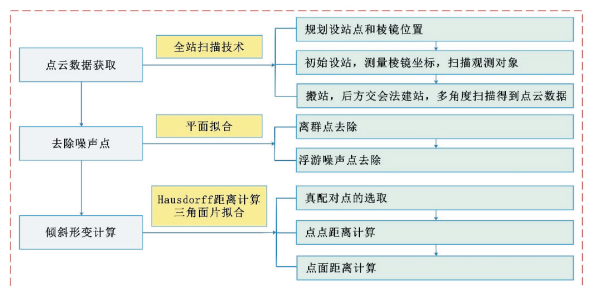 全站扫描技术
规划设站点和棱镜位置
点云数据获取
初始设站，测量棱镜坐标，扫描观测对象
搬站，后方交会法建站，多角度扫描得到点云数据
平面拟合
离群点去除
去除噪声点
浮游噪声点去除
Hausdorff距离计算
三角面片拟合
真配对点的选取
倾斜形变计算
点点距离计算
点面距离计算